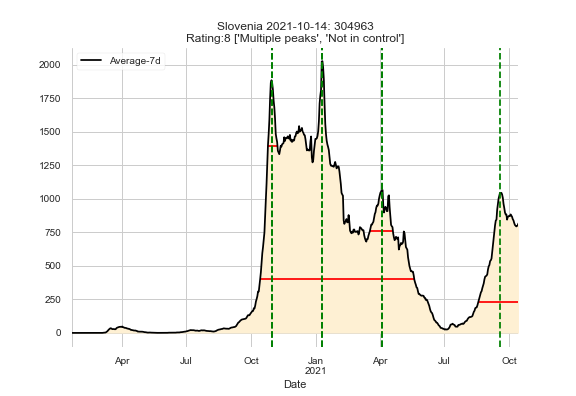 Slovenia 2021-10-14: 304963
Rating:8 ['Multiple peaks', 'Not in control']
Average-7d
2000
1750
1500
1250
1000
750
500
250
0
Apr Jul Oct Jan Apr Jul Oct
2021
Date